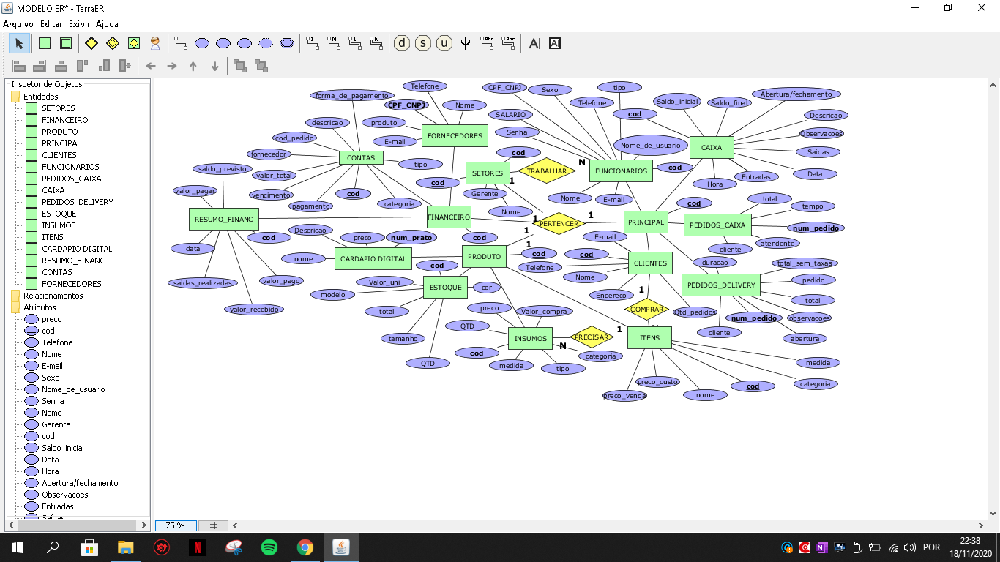 MODELO ER* - TerraER
Arquivo Editar Exibir Ajuda
1 N 1 N d s u Abc Abc A A
Inspetor de Objetos
Entidades
SETORES
FINANCEIRO
PRODUTO
PRINCIPAL
CLIENTES
FUNCIONARIOS
PEDIDOS_CAIXA
CAIXA
PEDIDOS_DELIVERY
ESTOQUE
INSUMOS
ITENS
CARDAPIO DIGITAL
RESUMO_FINANC
CONTAS
FORNECEDORES
Relacionamentos
Atributos
preco
cod
Telefone
Nome
E-mail
Sexo
Nome_de_usuario
Senha
Nome
Gerente
cod
Saldo_inicial
Data
Hora
Abertura/fechamento
Observacoes
Entradas
Saídas
forma_de_pagamento
descricao
cod_pedido
fornecedor
valor_total
vencimento
pagamento
cod
categoria
tipo
CONTAS
Telefone
CPF_CNPJ
Nome
produto
E-mail
FORNECEDORES
saldo_previsto
valor_pagar
RESUMO_FINANC
cod
data
saidas_realizadas
valor_recebido
valor_pago
FINANCEIRO
cod
cod
SETORES
cod
Gerente
Nome
1
TRABALHAR
N
1
PERTENCER
1
1
1
CPF_CNPJ
Sexo
Telefone
tipo
SALARIO
Senha
Nome_de_usuario
FUNCIONARIOS
cod
Nome
E-mail
cod
Saldo_inicial
Saldo_final
Abertura/fechamento
Descricao
Observacoes
Saidas
Data
Entradas
Hora
CAIXA
PRINCIPAL
cod
total
tempo
PEDIDOS_CAIXA
num_pedido
atendente
cliente
Descricao
preco
num_prato
nome
CARDAPIO DIGITAL
PRODUTO
cod
cod
Valor_uni
modelo
ESTOQUE
cor
total
tamanho
QTD
E-mail
cod
CLIENTES
Telefone
Nome
Endereço
Qtd_pedidos
1
COMPRAR
duracao
total_sem_taxas
PEDIDOS_DELIVERY
pedido
total
num_pedido
observacoes
cliente
abertura
preco
Valor_compra
QTD
INSUMOS
PRECISAR
1
ITENS
N
cod
categoria
medida
tipo
medida
categoria
preco_custo
cod
preco_venda
nome
75 %
POR
22:38
18/11/2020